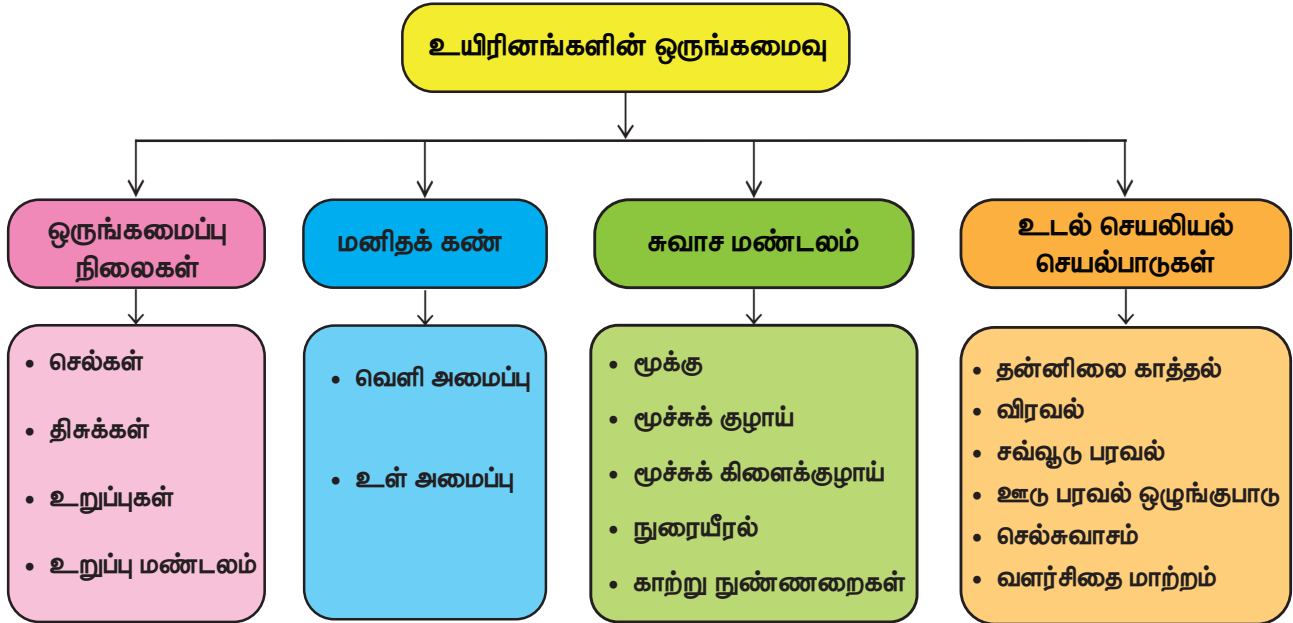 உயிரினங்களின் ஒருங்கமைவு
ஒருங்கமைப்பு
நிலைகள்
• செல்கள்
• திசுக்கள்
• உறுப்புகள்
• உறுப்பு மண்டலம்
மனிதக் கண்
• வெளி அமைப்பு
• உள் அமைப்பு
சுவாச மண்டலம்
• மூக்கு
• மூச்சுக் குழாய்
• மூச்சுக் கிளைக்குழாய்
• நுரையீரல்
• காற்று நுண்ணறைகள்
உடல் செயலியல்
செயல்பாடுகள்
• தன்னிலை காத்தல்
• விரவல்
• சவ்வூடு பரவல்
• ஊடு பரவல் ஒழுங்குபாடு
• செல்சுவாசம்
• வளர்சிதை மாற்றம்